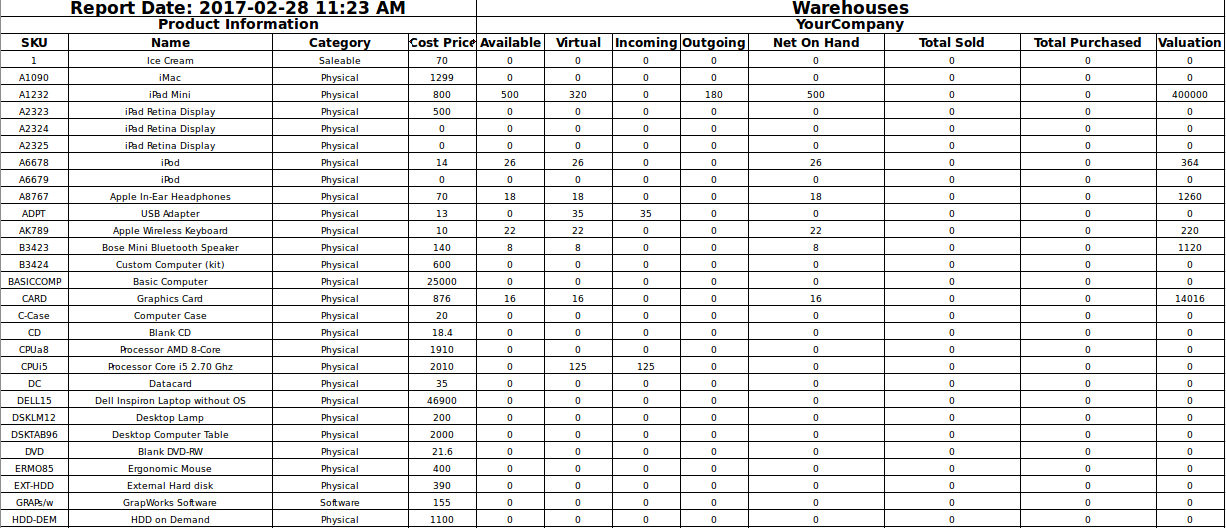 Report Date: 2017-02-28 11:23 AM Warehouses
Product Information YourCompany
SKU Name Category Cost Price Available Virtual Incoming Outgoing Net On Hand Total Sold Total Purchased Valuation
1 Ice Cream Saleable 70 0 0 0 0 0 0 0 0
A1090 iMac Physical 1299 0 0 0 0 0 0 0 0
A1232 iPad Mini Physical 800 500 320 0 180 500 0 0 400000
A2323 iPad Retina Display Physical 500 0 0 0 0 0 0 0 0
A2324 iPad Retina Display Physical 0 0 0 0 0 0 0 0 0
A2325 iPad Retina Display Physical 0 0 0 0 0 0 0 0 0
A6678 iPod Physical 14 26 26 0 0 26 0 0 364
A6679 iPod Physical 0 0 0 0 0 0 0 0 0
A8767 Apple In-Ear Headphones Physical 70 18 18 0 0 18 0 0 1260
ADPT USB Adapter Physical 13 0 35 35 0 0 0 0 0
AK789 Apple Wireless Keyboard Physical 10 22 22 0 0 22 0 0 220
B3423 Bose Mini Bluetooth Speaker Physical 140 8 8 0 0 8 0 0 1120
B3424 Custom Computer (kit) Physical 600 0 0 0 0 0 0 0 0
BASICCOMP Basic Computer Physical 25000 0 0 0 0 0 0 0 0
CARD Graphics Card Physical 876 16 16 0 0 16 0 0 14016
C-Case Computer Case Physical 20 0 0 0 0 0 0 0 0
CD Blank CD Physical 18.4 0 0 0 0 0 0 0 0
CPUa8 Processor AMD 8-Core Physical 1910 0 0 0 0 0 0 0 0
CPUi5 Processor Core i5 2.70 Ghz Physical 2010 0 125 125 0 0 0 0 0
DC Datacard Physical 35 0 0 0 0 0 0 0 0
DELL15 Dell Inspiron Laptop without OS Physical 46900 0 0 0 0 0 0 0 0
DSKLM12 Desktop Lamp Physical 200 0 0 0 0 0 0 0 0
DSKTAB96 Desktop Computer Table Physical 2000 0 0 0 0 0 0 0 0
DVD Blank DVD-RW Physical 21.6 0 0 0 0 0 0 0 0
ERMO85 Ergonomic Mouse Physical 400 0 0 0 0 0 0 0 0
EXT-HDD External Hard disk Physical 390 0 0 0 0 0 0 0 0
GRAPs/w GrapWorks Software Software 155 0 0 0 0 0 0 0 0
HDD-DEM HDD on Demand Physical 1100 0 0 0 0 0 0 0 0